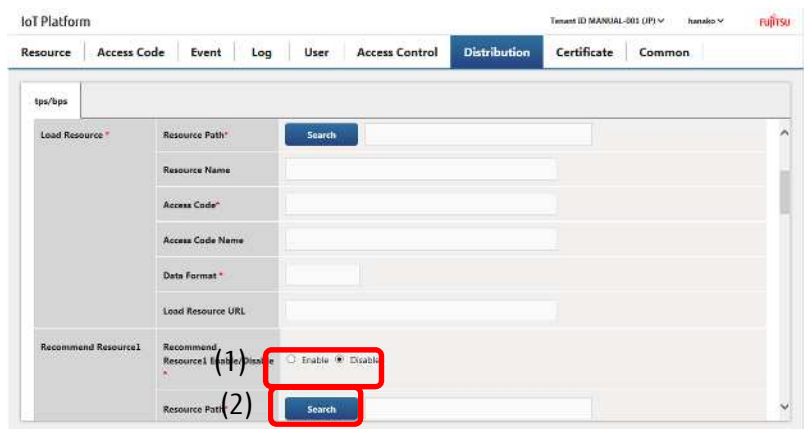 IoT Platform Tenant ID MANUAL-001 (JP) hanako FUJITSU
Resource Access Code Event Log User Access Control Distribution Certificate Common
tps/bps
Load Resource * Resource Path* Search
Resource Name
Access Code*
Access Code Name
Data Format *
Load Resource URL
Recommend Resource1 Recommend
Resource1 Enable/Disable
*
(1) Enable Disable
Resource Path* (2) Search